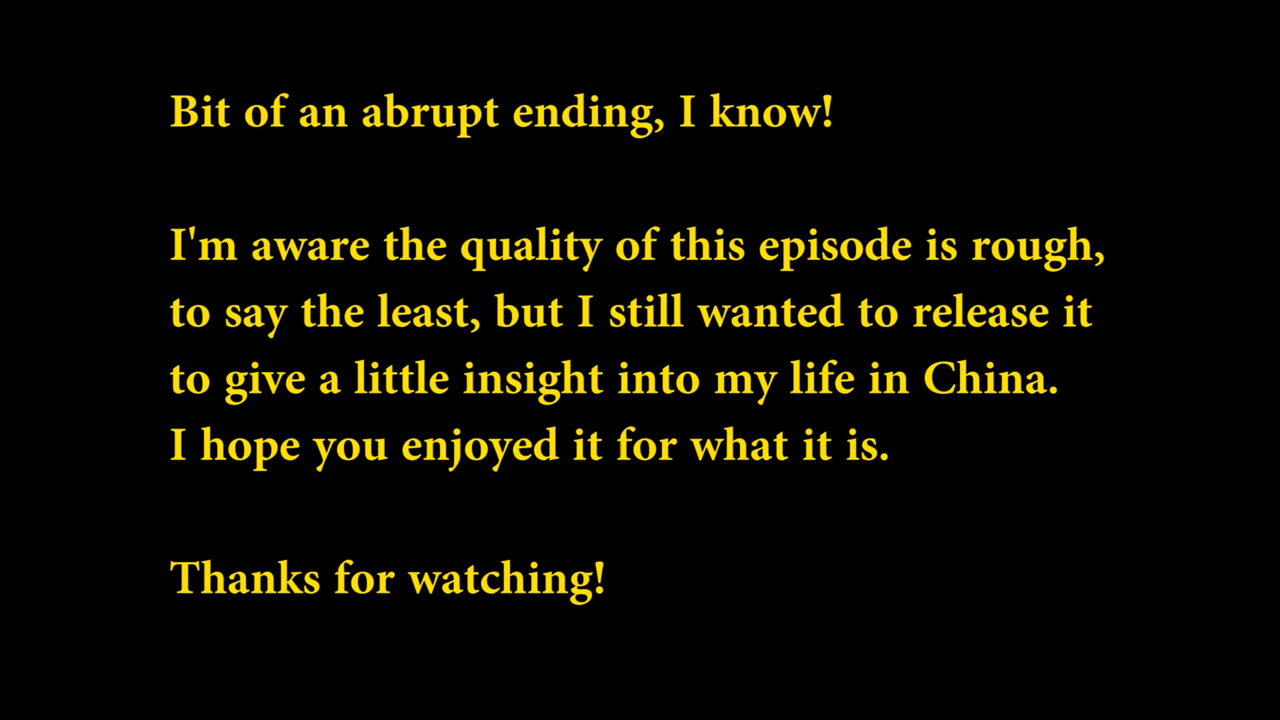 Bit of an abrupt ending, I know!
I'm aware the quality of this episode is rough,
to say the least, but I still wanted to release it
to give a little insight into my life in China.
I hope you enjoyed it for what it is.
Thanks for watching!